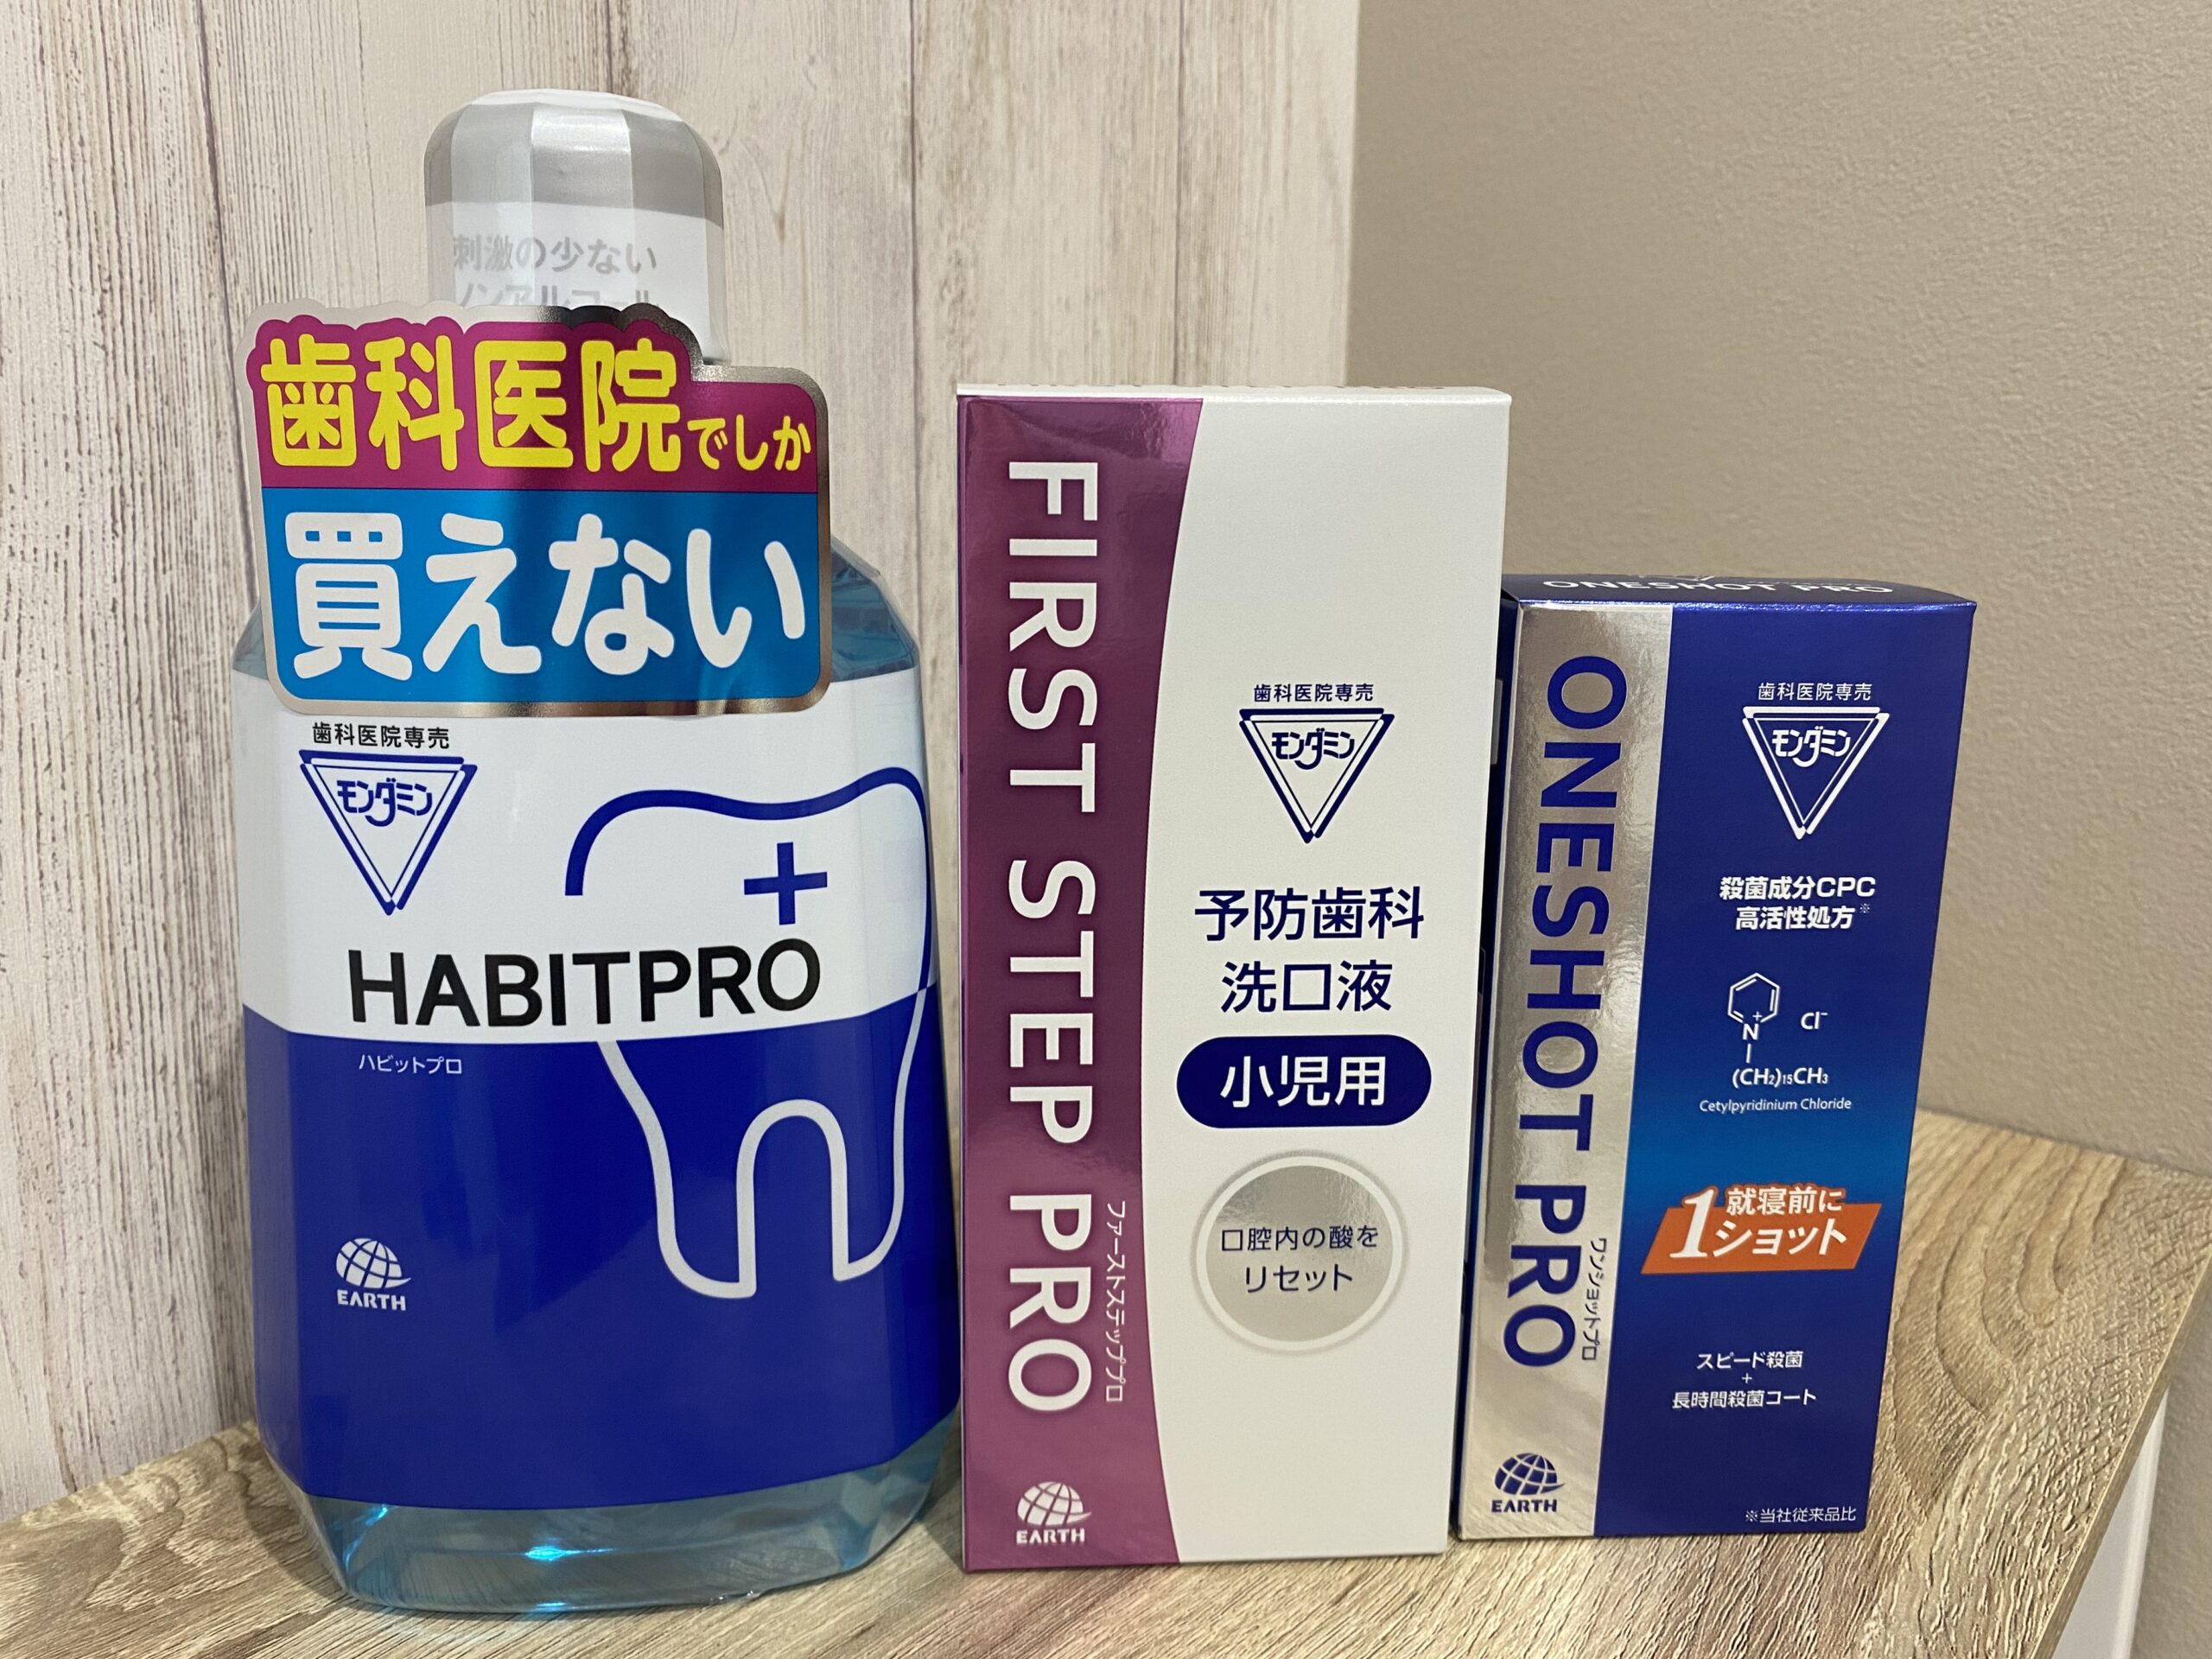 刺激の少ない
ノンアルコール
歯科医院でしか
買えない
歯科医院専売
モンダミン
HABITPRO
ハビットプロ
EARTH
FIRST STEP PRO
ファーストステッププロ
歯科医院専売
モンダミン
予防歯科
洗口液
小児用
口腔内の酸を
リセット
EARTH
ONESHOT PRO
ONESHOT PRO
ワンショットプロ
歯科医院専売
モンダミン
殺菌成分CPC
高活性処方※
N+ Cl⁻
(CH₂)₁₅CH₃
Cetylpyridinium Chloride
就寝前に
1ショット
スピード殺菌
+
長時間殺菌コート
EARTH
※当社従来品比